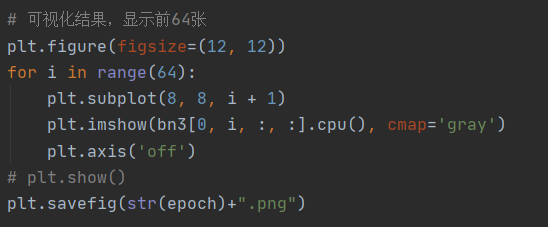 # 可视化结果，显示前64张
plt.figure(figsize=(12, 12))
for i in range(64):
    plt.subplot(8, 8, i + 1)
    plt.imshow(bn3[0, i, :, :].cpu(), cmap='gray')
    plt.axis('off')
# plt.show()
plt.savefig(str(epoch)+".png")